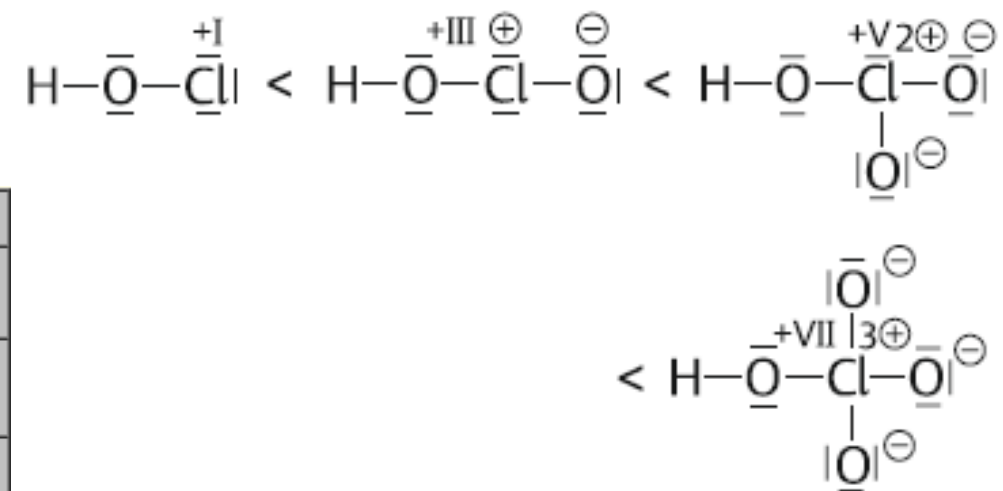 +I +III ⊕ ⊖ +V 2⊕ ⊖
H–O–Cl < H–O–Cl–O < H–O–Cl–O
O ⊖
O ⊖
+VII 3⊕ ⊖
< H–O–Cl–O
O ⊖